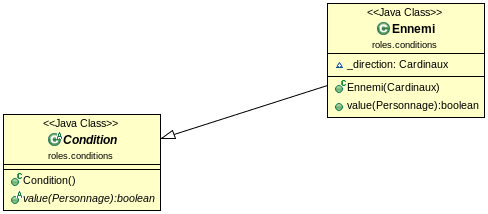 <<Java Class>>
Ennemi
roles.conditions
_direction: Cardinaux
Ennemi(Cardinaux)
value(Personnage):boolean
<<Java Class>>
Condition
roles.conditions
Condition()
value(Personnage):boolean